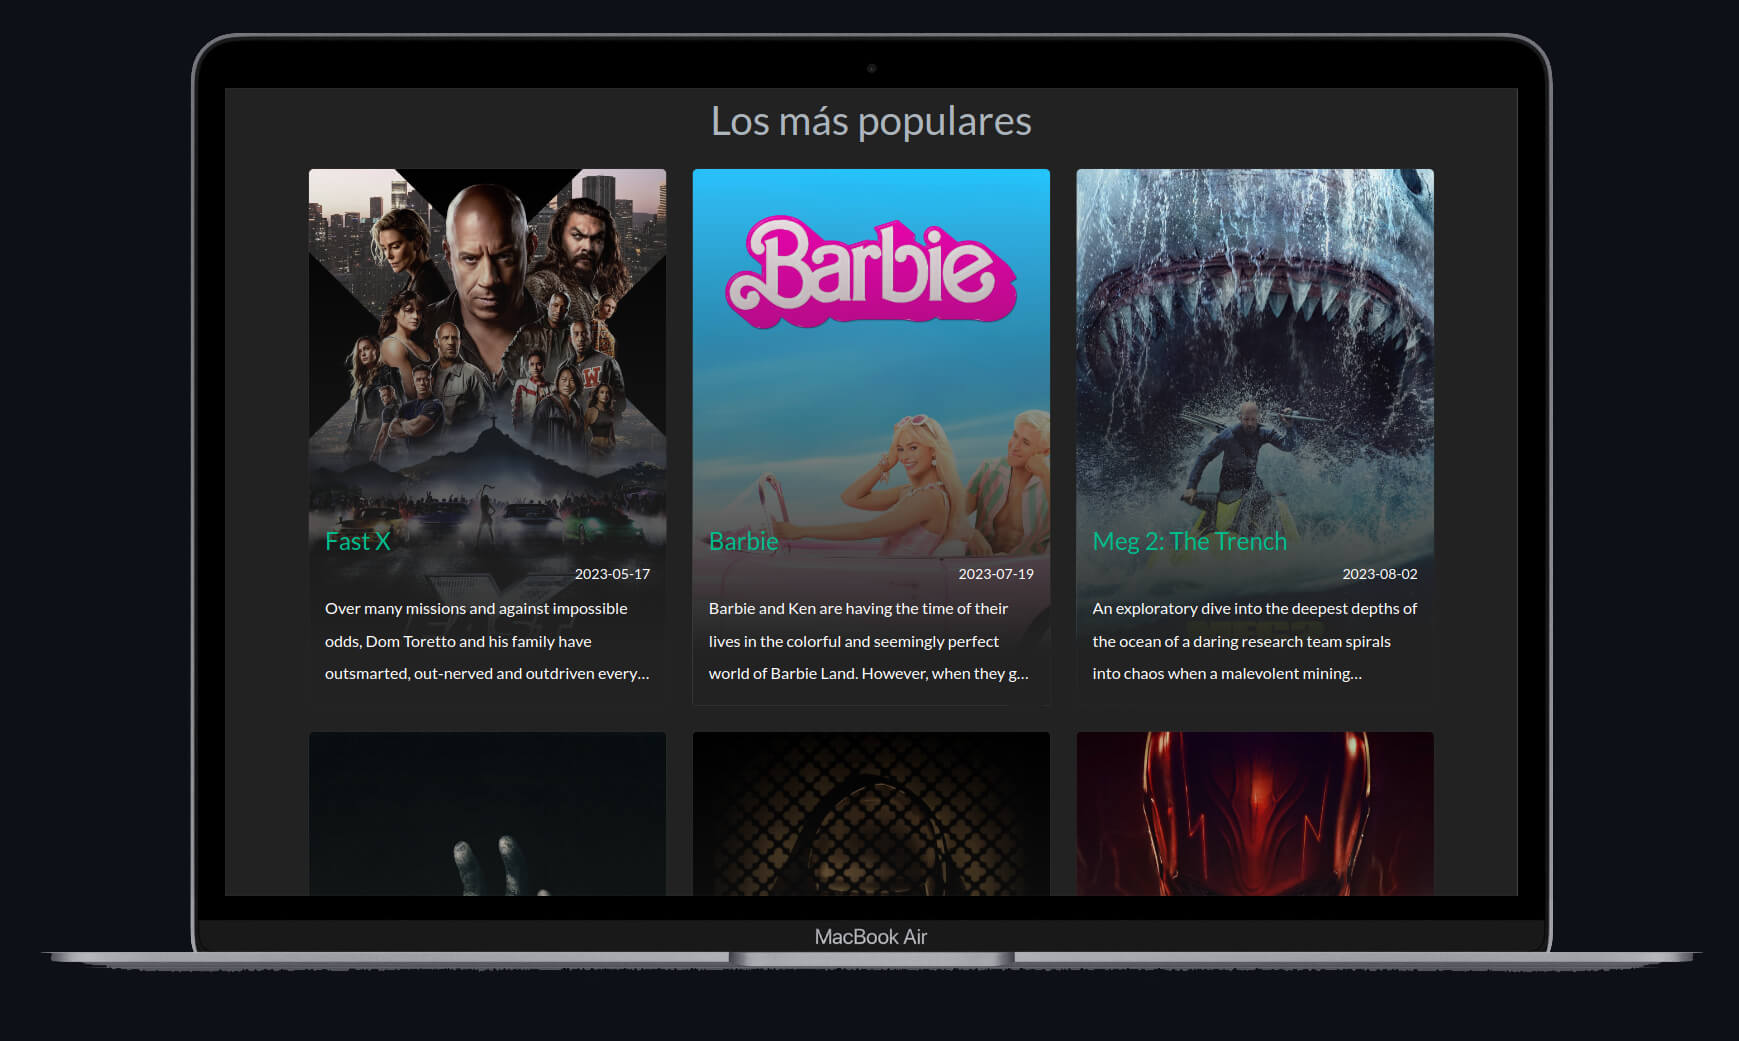 Los más populares
Barbie
W
Fast X
2023-05-17
Over many missions and against impossible
odds, Dom Toretto and his family have
outsmarted, out-nerved and outdriven every...
Barbie
2023-07-19
Barbie and Ken are having the time of their
lives in the colorful and seemingly perfect
world of Barbie Land. However, when they g...
Meg 2: The Trench
2023-08-02
An exploratory dive into the deepest depths of
the ocean of a daring research team spirals
into chaos when a malevolent mining...
MacBook Air